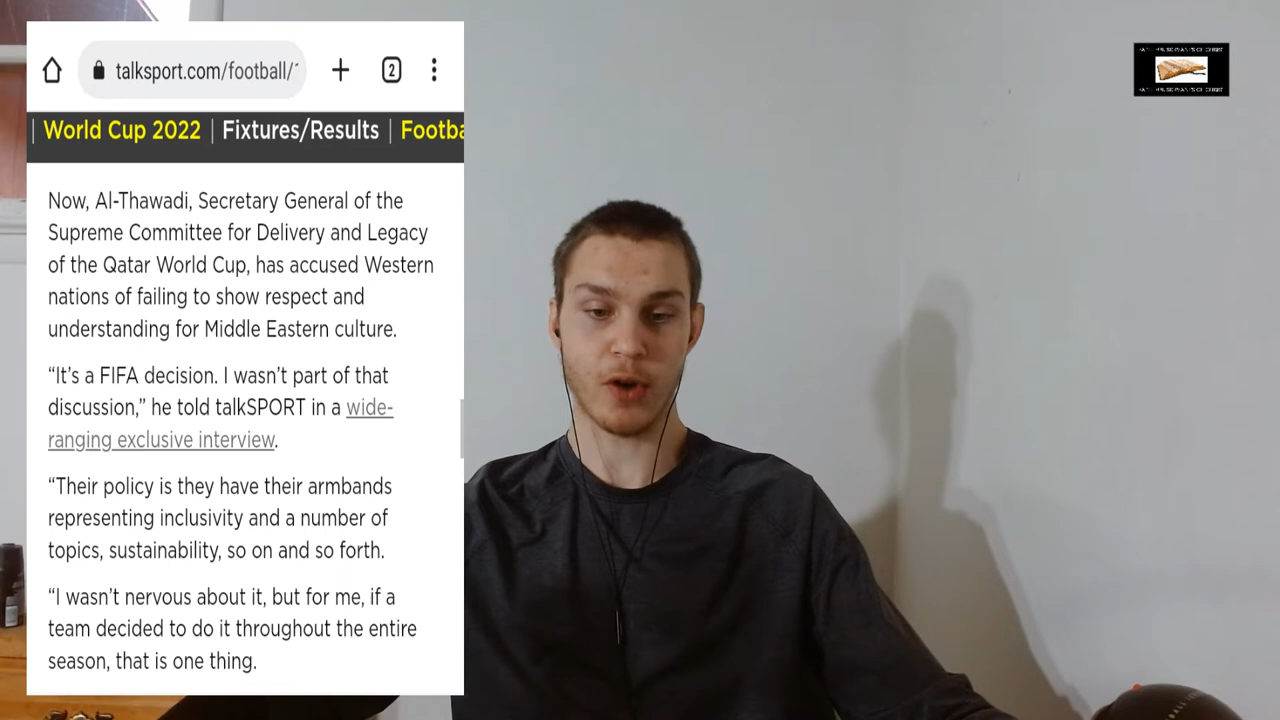 talksport.com/football/1
2
| World Cup 2022 | Fixtures/Results | Footba
Now, Al-Thawadi, Secretary General of the
Supreme Committee for Delivery and Legacy
of the Qatar World Cup, has accused Western
nations of failing to show respect and
understanding for Middle Eastern culture.
“It’s a FIFA decision. I wasn’t part of that
discussion,” he told talkSPORT in a wide-
ranging exclusive interview.
“Their policy is they have their armbands
representing inclusivity and a number of
topics, sustainability, so on and so forth.
“I wasn’t nervous about it, but for me, if a
team decided to do it throughout the entire
season, that is one thing.